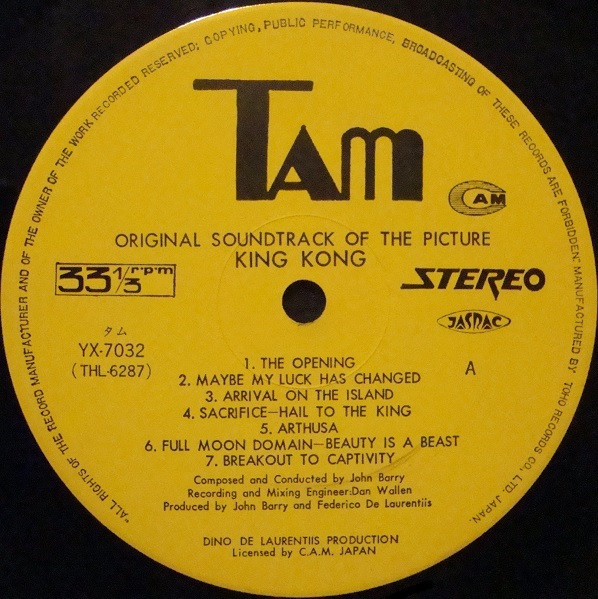 "ALL RIGHTS OF THE RECORD MANUFACTURER AND OF THE OWNER OF THE WORK RECORDED RESERVED; COPYING, PUBLIC PERFORMANCE, BROADCASTING OF THESE RECORDS ARE FORBIDDEN: MANUFACTURED BY TOHO RECORDS CO., LTD. JAPAN.
TAM
CAM
ORIGINAL SOUNDTRACK OF THE PICTURE
KING KONG
33 1/3 rpm
STEREO
JASRAC
タム
YX-7032
(THL-6287)
A
1. THE OPENING
2. MAYBE MY LUCK HAS CHANGED
3. ARRIVAL ON THE ISLAND
4. SACRIFICE—HAIL TO THE KING
5. ARTHUSA
6. FULL MOON DOMAIN—BEAUTY IS A BEAST
7. BREAKOUT TO CAPTIVITY
Composed and Conducted by John Barry
Recording and Mixing Engineer:Dan Wallen
Produced by John Barry and Federico De Laurentiis
DINO DE LAURENTIIS PRODUCTION
Licensed by C.A.M. JAPAN